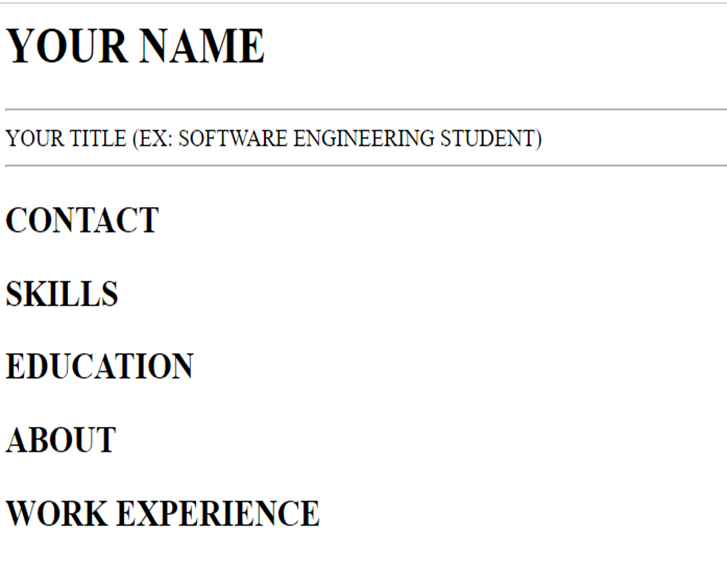 YOUR NAME
YOUR TITLE (EX: SOFTWARE ENGINEERING STUDENT)
CONTACT
SKILLS
EDUCATION
ABOUT
WORK EXPERIENCE